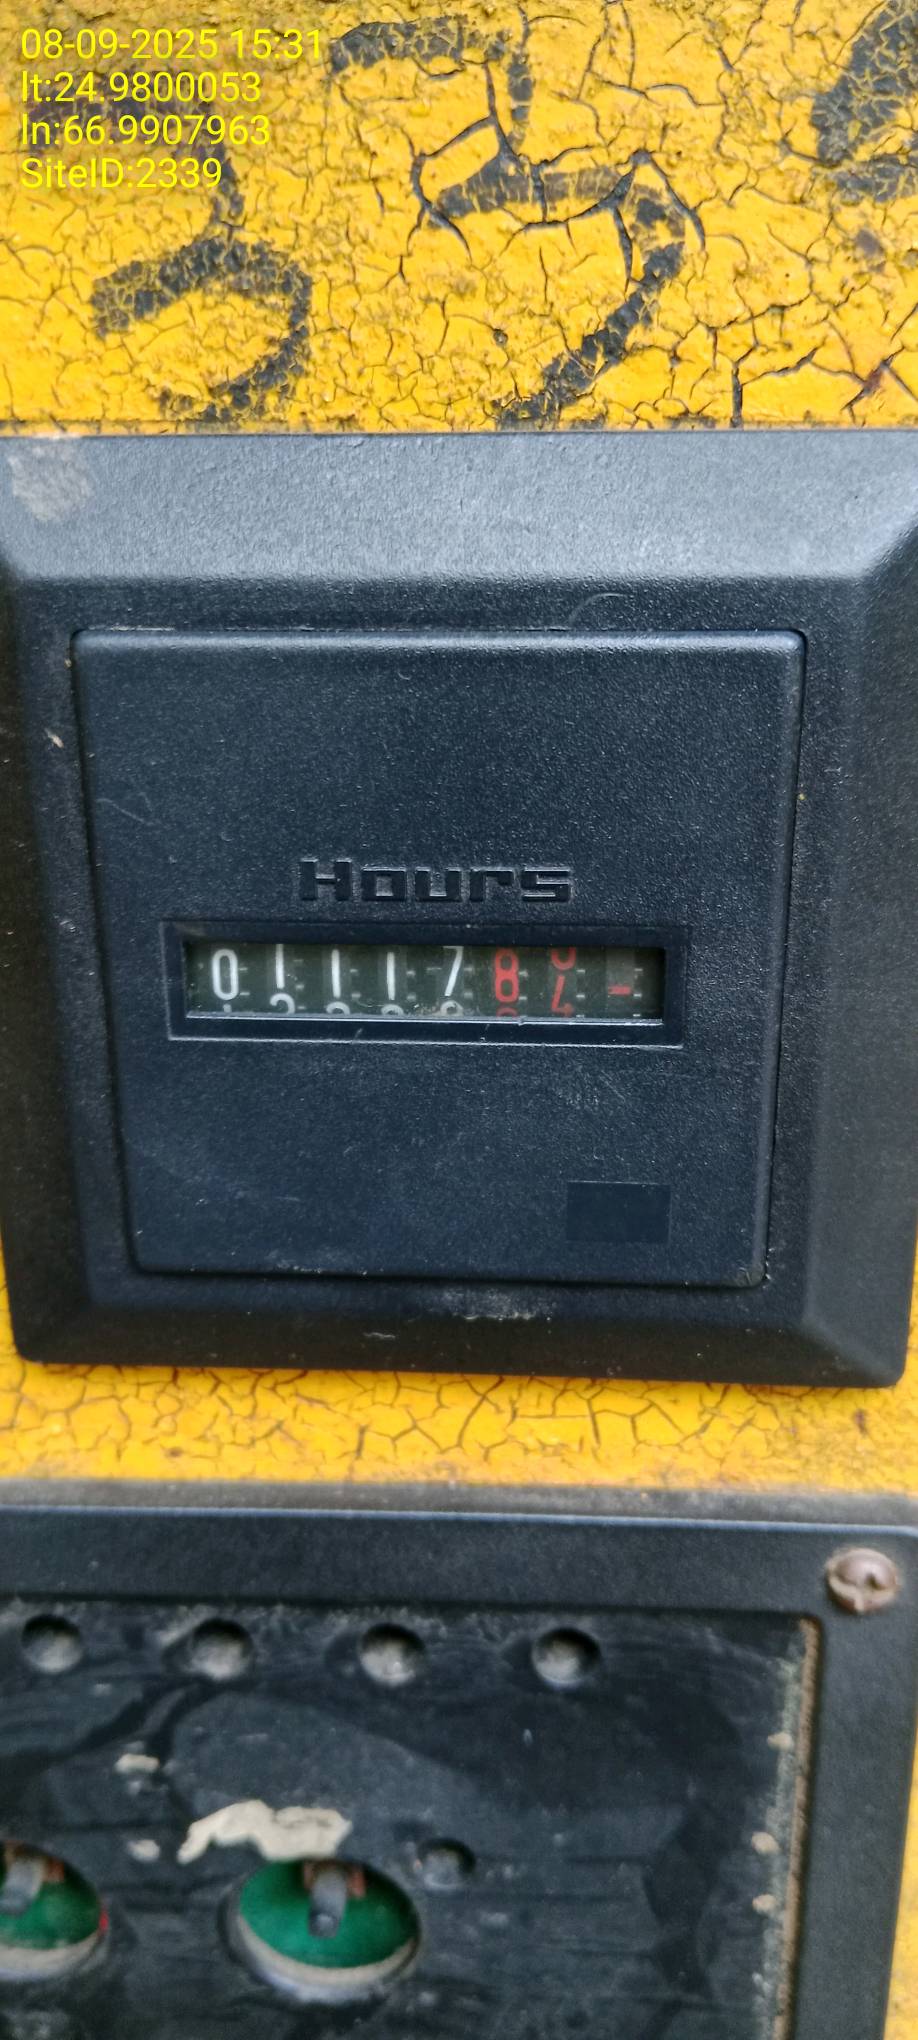 08-09-2025 15:31
lt:24.9800053
ln:66.9907963
SiteID:2339
Hours
011178